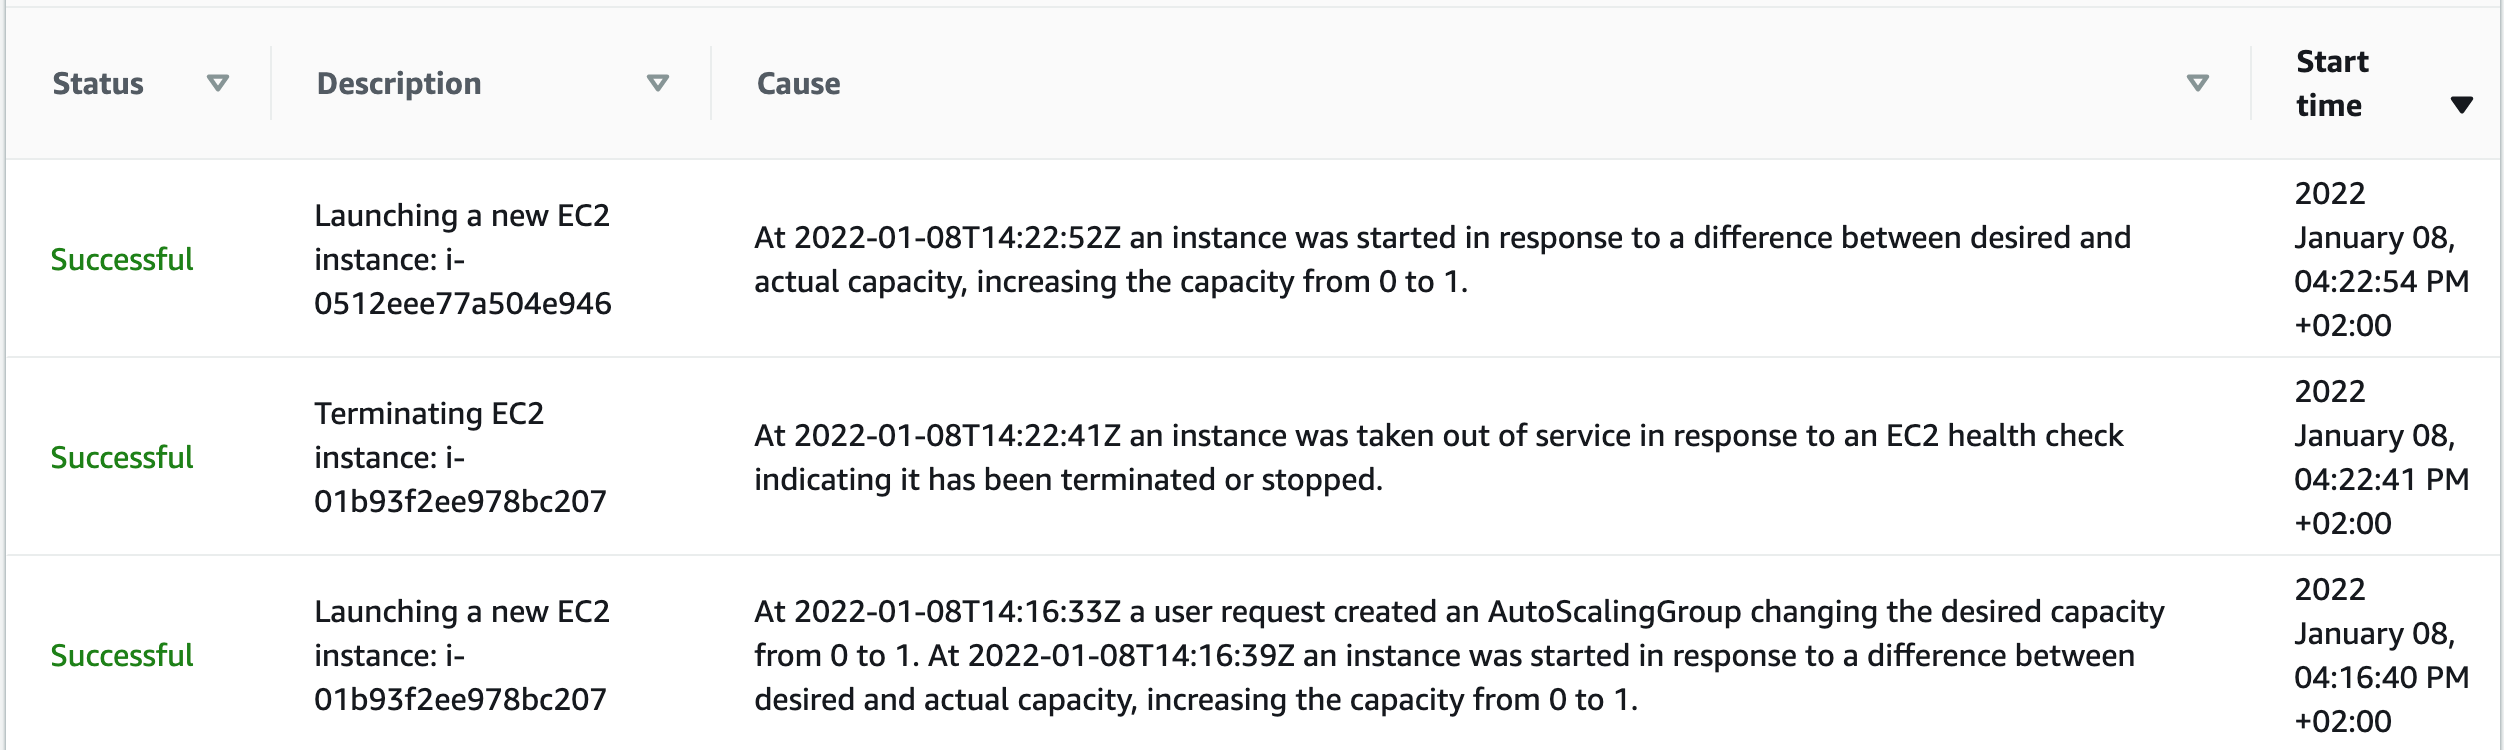 Status
Description
Cause
Start
time
Successful
Launching a new EC2
instance: i-
0512eee77a504e946
At 2022-01-08T14:22:52Z an instance was started in response to a difference between desired and
actual capacity, increasing the capacity from 0 to 1.
2022
January 08,
04:22:54 PM
+02:00
Successful
Terminating EC2
instance: i-
01b93f2ee978bc207
At 2022-01-08T14:22:41Z an instance was taken out of service in response to an EC2 health check
indicating it has been terminated or stopped.
2022
January 08,
04:22:41 PM
+02:00
Successful
Launching a new EC2
instance: i-
01b93f2ee978bc207
At 2022-01-08T14:16:33Z a user request created an AutoScalingGroup changing the desired capacity
from 0 to 1. At 2022-01-08T14:16:39Z an instance was started in response to a difference between
desired and actual capacity, increasing the capacity from 0 to 1.
2022
January 08,
04:16:40 PM
+02:00